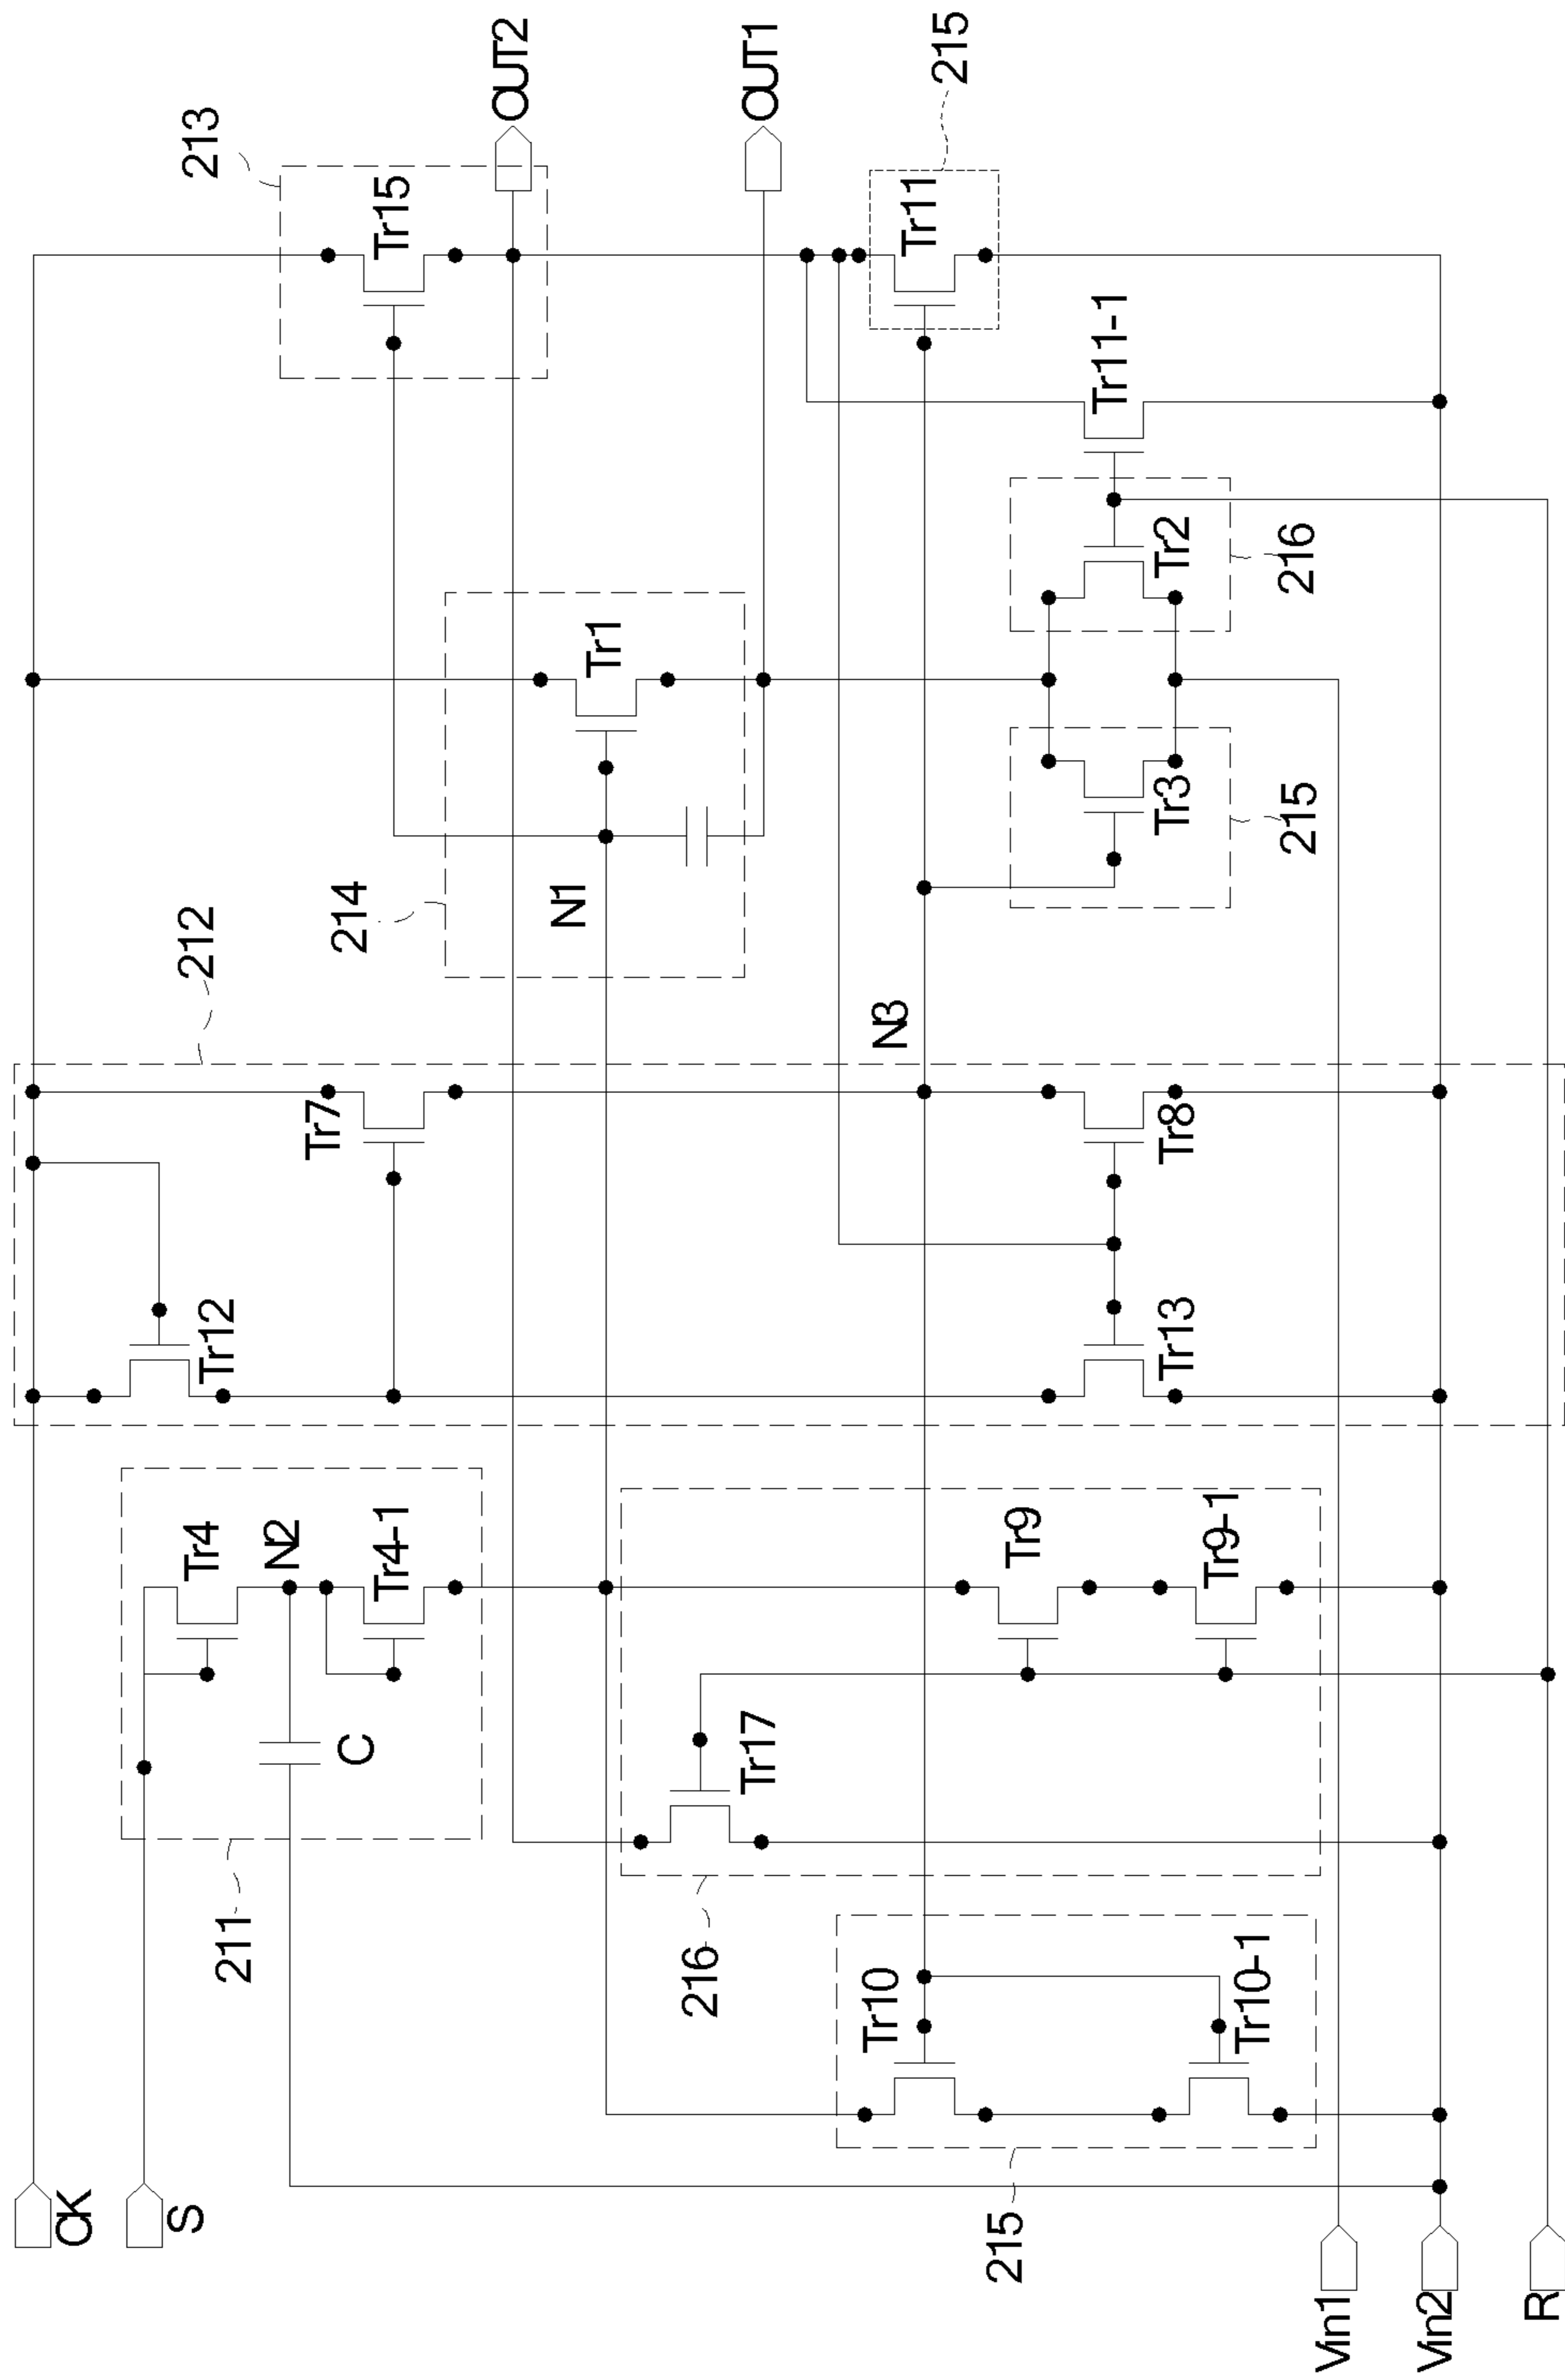 CK
S
211
Tr4
N2
Tr4-1
C
Tr12
212
Tr7
214
N1
Tr1
213
Tr15
OUT2
OUT1
215
Tr11
216
Tr17
Tr9
Tr9-1
215
Tr10
Tr10-1
N3
Tr13
Tr8
Tr3
215
Tr2
216
Tr11-1
Vin1
Vin2
R